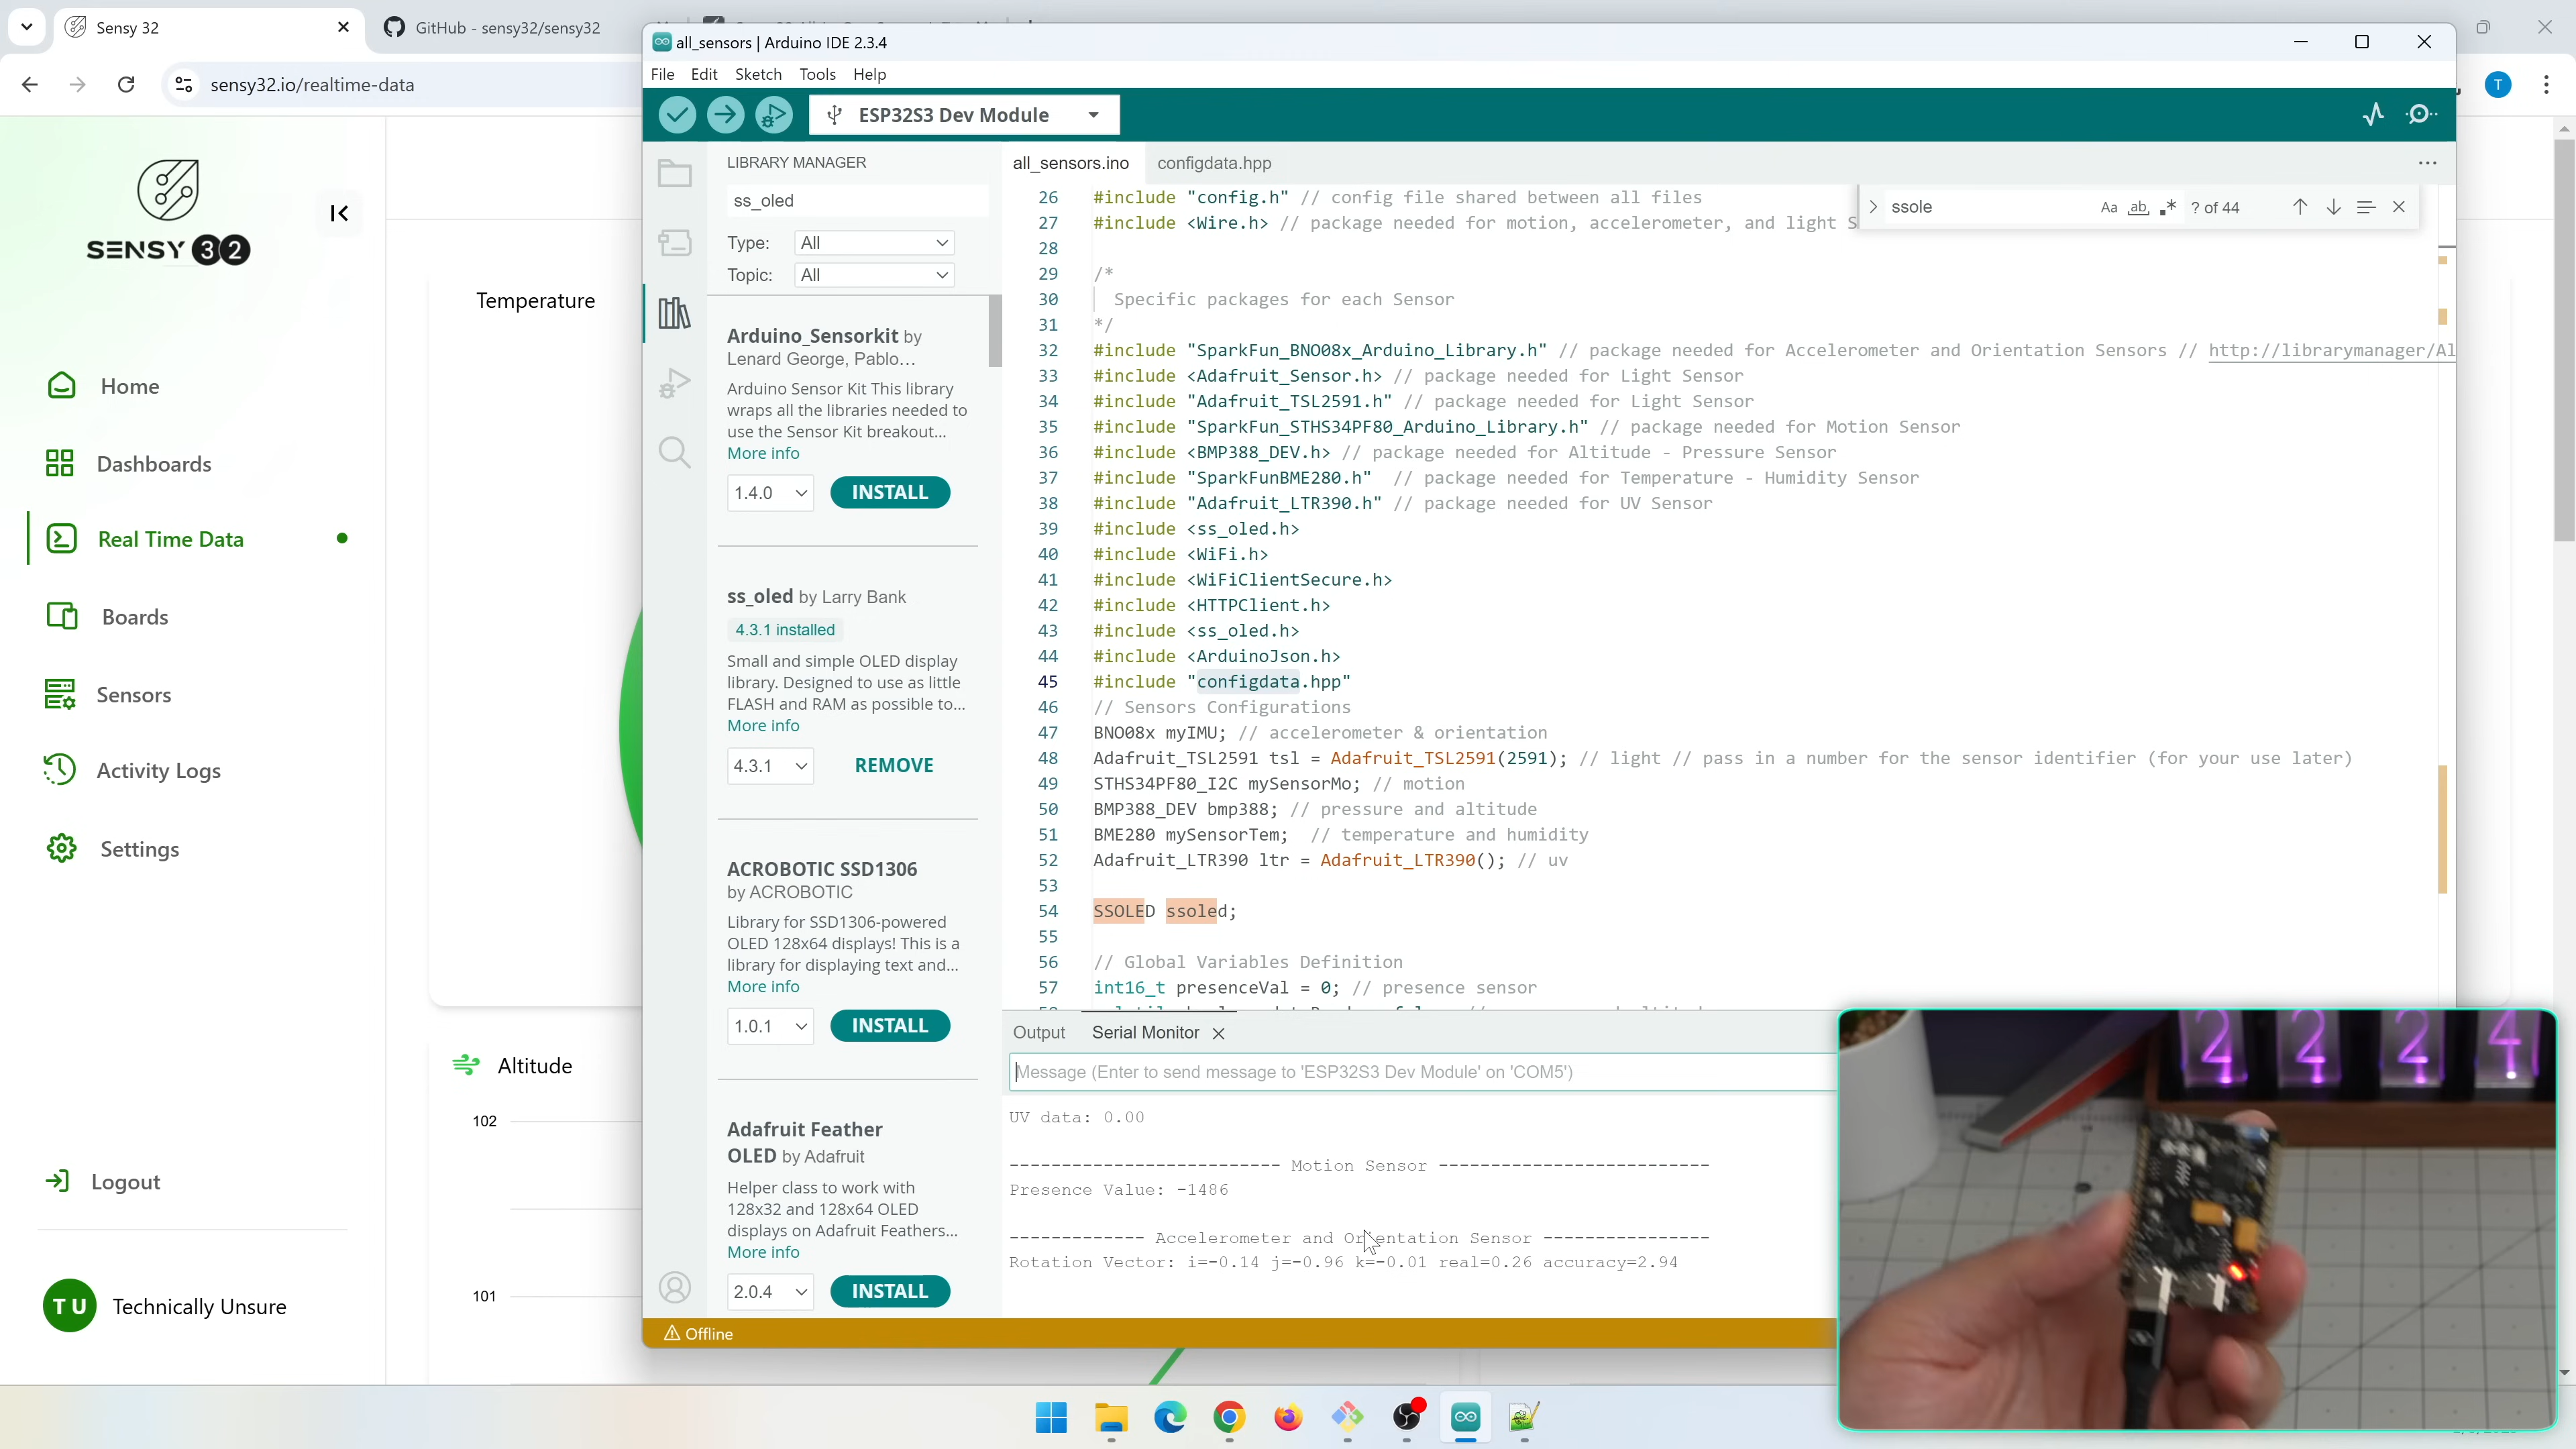 Sensy 32
GitHub - sensy32/sensy32
sensy32.io/realtime-data
T
SENSY 32
Home
Dashboards
Real Time Data
Boards
Sensors
Activity Logs
Settings
Logout
T U
Technically Unsure
Temperature
Altitude
102
101
all_sensors | Arduino IDE 2.3.4
File Edit Sketch Tools Help
ESP32S3 Dev Module
LIBRARY MANAGER
ss_oled
Type: All
Topic: All
Arduino_Sensorkit by
Lenard George, Pablo…
Arduino Sensor Kit This library
wraps all the libraries needed to
use the Sensor Kit breakout...
More info
1.4.0 INSTALL
ss_oled by Larry Bank
4.3.1 installed
Small and simple OLED display
library. Designed to use as little
FLASH and RAM as possible to...
More info
4.3.1 REMOVE
ACROBOTIC SSD1306
by ACROBOTIC
Library for SSD1306-powered
OLED 128x64 displays! This is a
library for displaying text and...
More info
1.0.1 INSTALL
Adafruit Feather
OLED by Adafruit
Helper class to work with
128x32 and 128x64 OLED
displays on Adafruit Feathers...
More info
2.0.4 INSTALL
all_sensors.ino configdata.hpp
ssole Aa ab .* ? of 44
26 #include "config.h" // config file shared between all files
27 #include <Wire.h> // package needed for motion, accelerometer, and light S
28
29 /*
30 Specific packages for each Sensor
31 */
32 #include "SparkFun_BNO08x_Arduino_Library.h" // package needed for Accelerometer and Orientation Sensors // http://librarymanager/Al
33 #include <Adafruit_Sensor.h> // package needed for Light Sensor
34 #include "Adafruit_TSL2591.h" // package needed for Light Sensor
35 #include "SparkFun_STHS34PF80_Arduino_Library.h" // package needed for Motion Sensor
36 #include <BMP388_DEV.h> // package needed for Altitude - Pressure Sensor
37 #include "SparkFunBME280.h" // package needed for Temperature - Humidity Sensor
38 #include "Adafruit_LTR390.h" // package needed for UV Sensor
39 #include <ss_oled.h>
40 #include <WiFi.h>
41 #include <WiFiClientSecure.h>
42 #include <HTTPClient.h>
43 #include <ss_oled.h>
44 #include <ArduinoJson.h>
45 #include "configdata.hpp"
46 // Sensors Configurations
47 BNO08x myIMU; // accelerometer & orientation
48 Adafruit_TSL2591 tsl = Adafruit_TSL2591(2591); // light // pass in a number for the sensor identifier (for your use later)
49 STHS34PF80_I2C mySensorMo; // motion
50 BMP388_DEV bmp388; // pressure and altitude
51 BME280 mySensorTem; // temperature and humidity
52 Adafruit_LTR390 ltr = Adafruit_LTR390(); // uv
53
54 SSOLED ssoled;
55
56 // Global Variables Definition
57 int16_t presenceVal = 0; // presence sensor
Output Serial Monitor
Message (Enter to send message to 'ESP32S3 Dev Module' on 'COM5')
UV data: 0.00
-------------------------- Motion Sensor --------------------------
Presence Value: -1486
------------- Accelerometer and Orientation Sensor ----------------
Rotation Vector: i=-0.14 j=-0.96 k=-0.01 real=0.26 accuracy=2.94
Offline
2 2 2 4